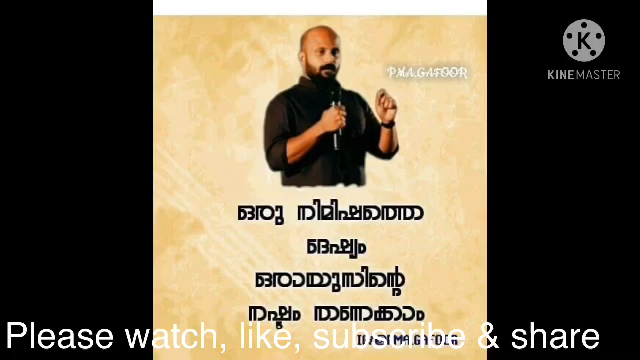 KINEMASTER
P.M.A.GAFOOR
ഒരു നിമിഷത്തെ
ദേഷ്യം
ഒരായുസിന്റെ
നഷ്ടം തന്നേക്കാം
Please watch, like, subscribe & share